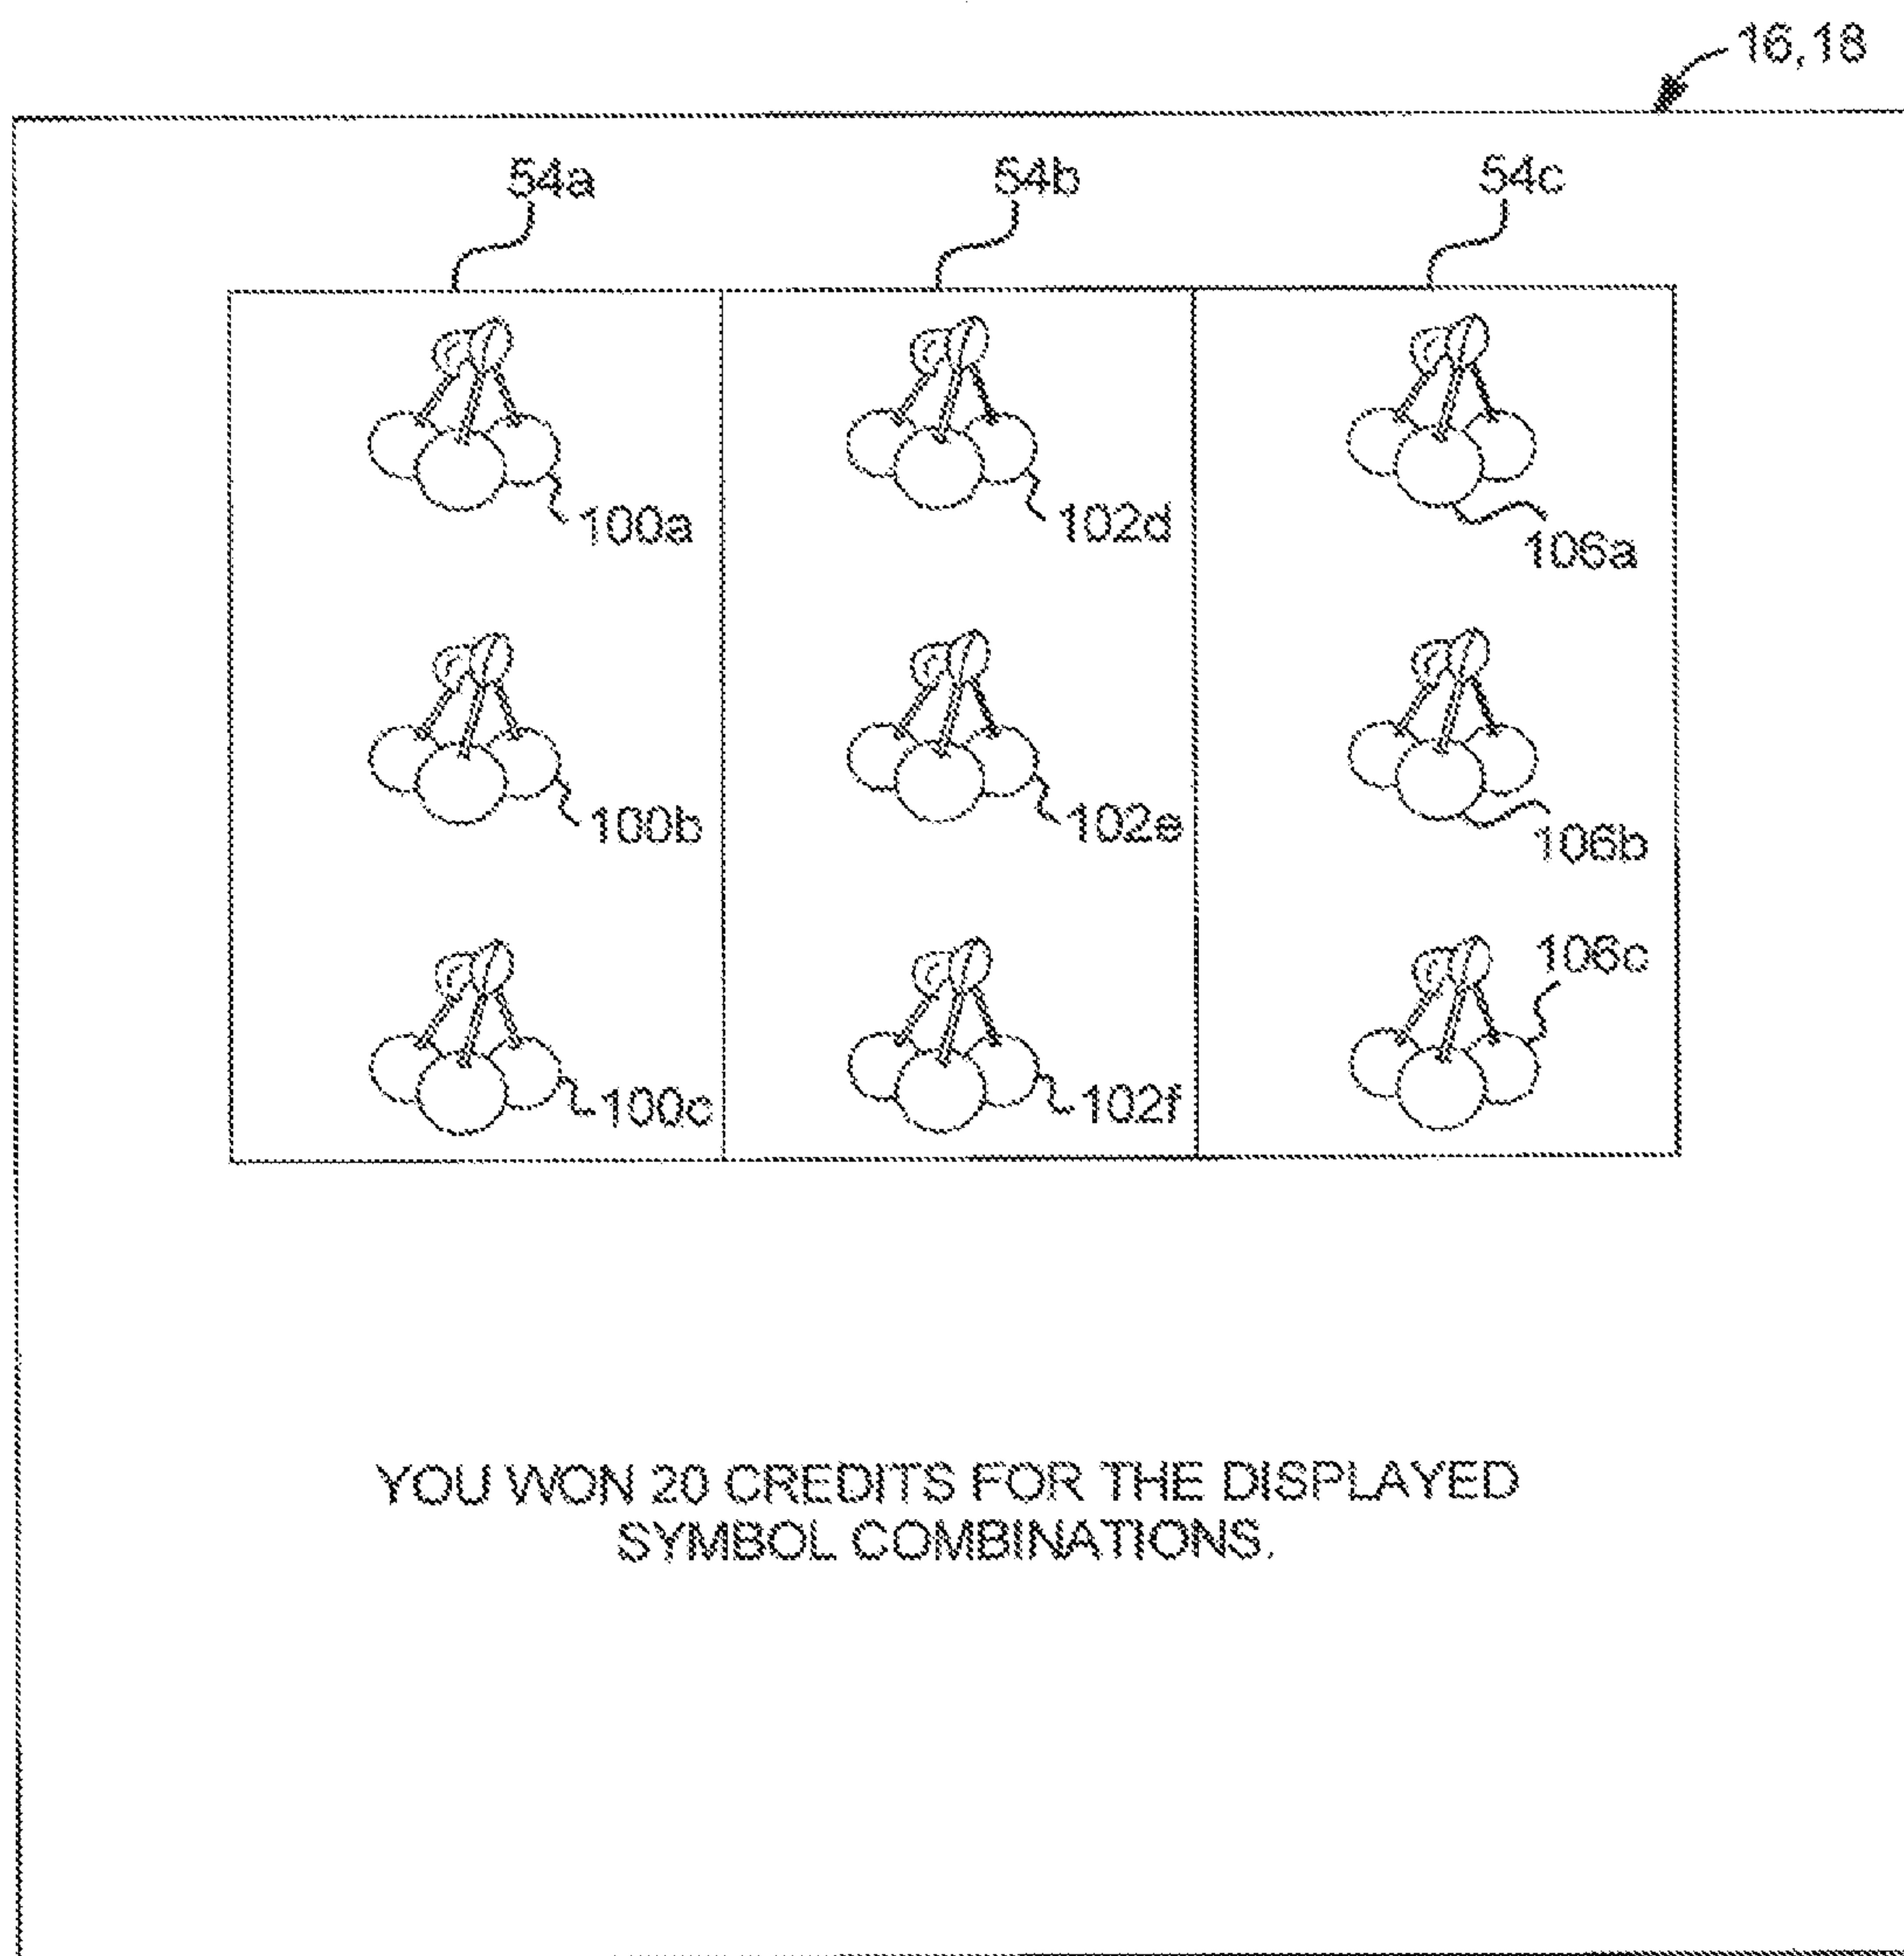 16,18
54a 54b 54c
100a 102d 106a
100b 102e 106b
106c
100c 102f
YOU WON 20 CREDITS FOR THE DISPLAYED
SYMBOL COMBINATIONS.